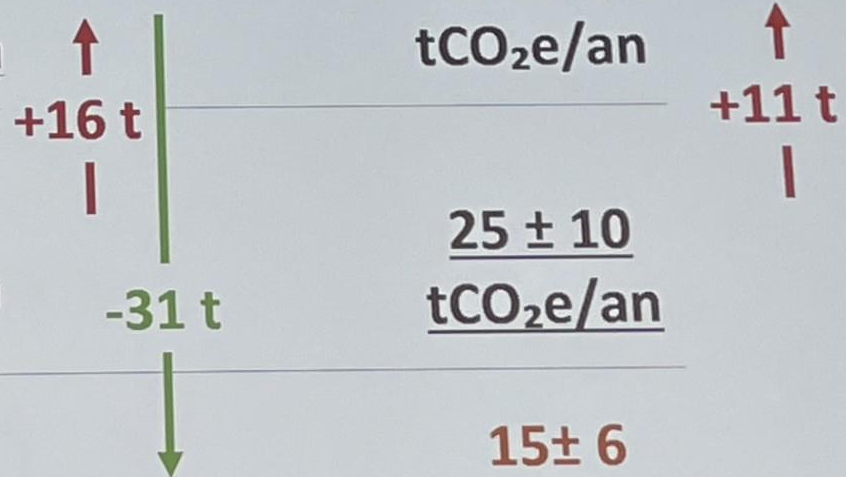 tCO₂e/an
+16 t
+11 t
25 ± 10
tCO₂e/an
-31 t
15± 6